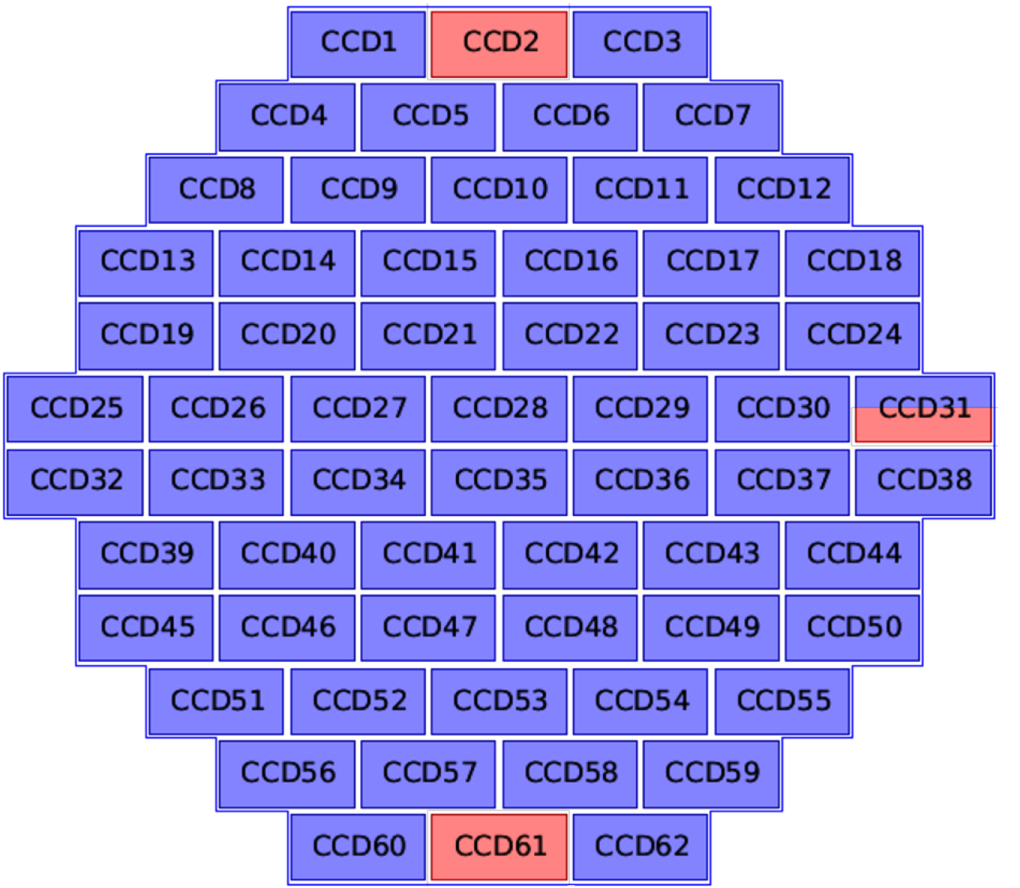 CCD1 CCD2 CCD3
CCD4 CCD5 CCD6 CCD7
CCD8 CCD9 CCD10 CCD11 CCD12
CCD13 CCD14 CCD15 CCD16 CCD17 CCD18
CCD19 CCD20 CCD21 CCD22 CCD23 CCD24
CCD25 CCD26 CCD27 CCD28 CCD29 CCD30 CCD31
CCD32 CCD33 CCD34 CCD35 CCD36 CCD37 CCD38
CCD39 CCD40 CCD41 CCD42 CCD43 CCD44
CCD45 CCD46 CCD47 CCD48 CCD49 CCD50
CCD51 CCD52 CCD53 CCD54 CCD55
CCD56 CCD57 CCD58 CCD59
CCD60 CCD61 CCD62